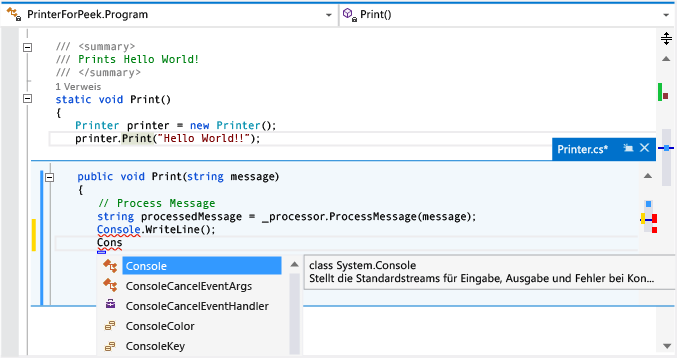 PrinterForPeek.Program
Print()
/// <summary>
/// Prints Hello World!
/// </summary>
1 Verweis
static void Print()
{
Printer printer = new Printer();
printer.Print("Hello World!!");
Printer.cs*
public void Print(string message)
{
// Process Message
string processedMessage = _processor.ProcessMessage(message);
Console.WriteLine();
Cons
Console
ConsoleCancelEventArgs
ConsoleCancelEventHandler
ConsoleColor
ConsoleKey
class System.Console
Stellt die Standardstreams für Eingabe, Ausgabe und Fehler bei Kon...